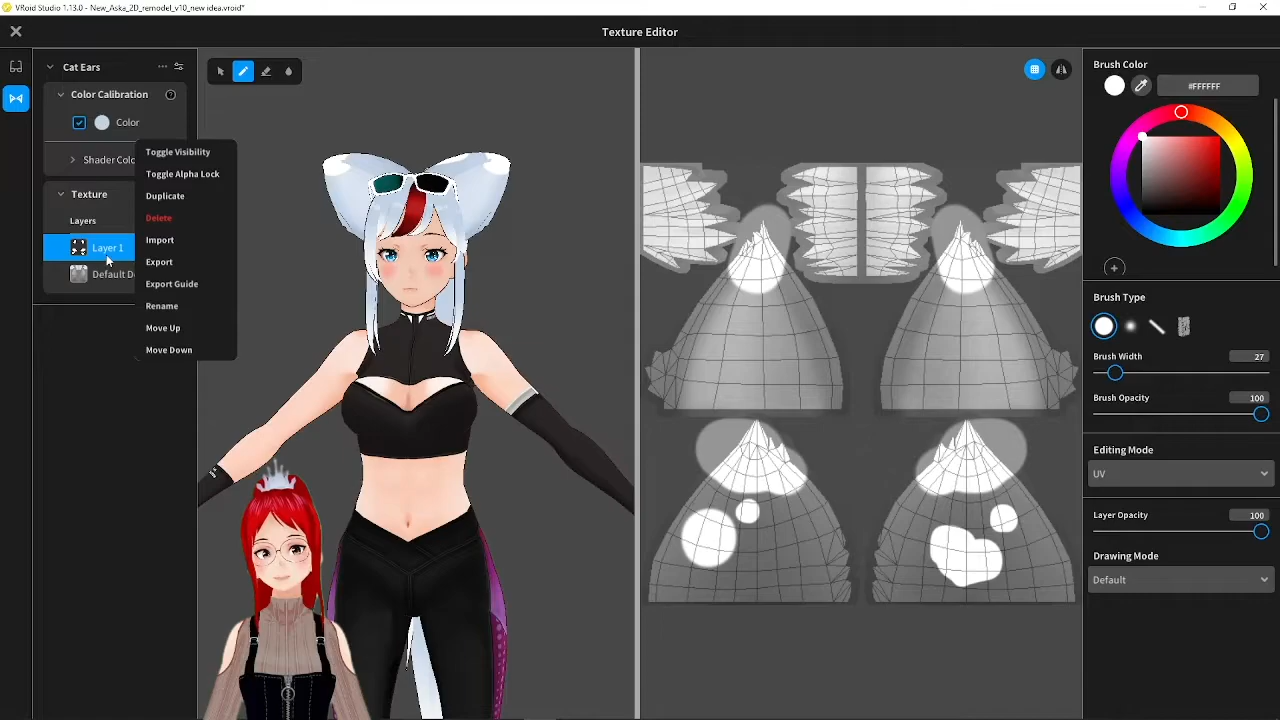 VRoid Studio 1.13.0 - New_Aska_2D_remodel_v10_new idea.vroid*
Texture Editor
Cat Ears
Color Calibration
Color
Shader Colo
Texture
Layers
Layer 1
Default D
Toggle Visibility
Toggle Alpha Lock
Duplicate
Delete
Import
Export
Export Guide
Rename
Move Up
Move Down
Brush Color
#FFFFFF
Brush Type
Brush Width
27
Brush Opacity
100
Editing Mode
UV
Layer Opacity
100
Drawing Mode
Default